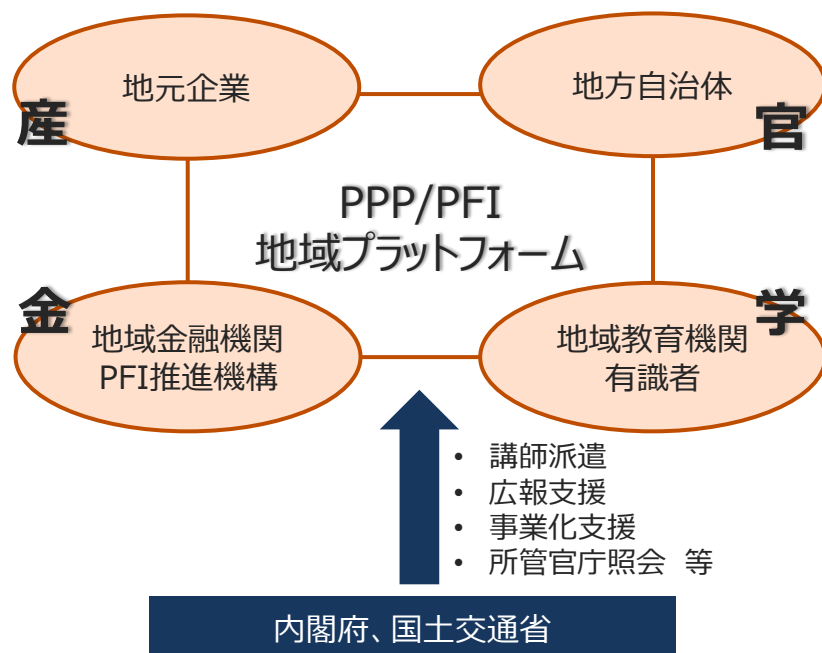 産
地元企業
地方自治体
官
PPP/PFI
地域プラットフォーム
金
地域金融機関
PFI推進機構
学
地域教育機関
有識者
• 講師派遣
• 広報支援
• 事業化支援
• 所管官庁照会 等
内閣府、国土交通省